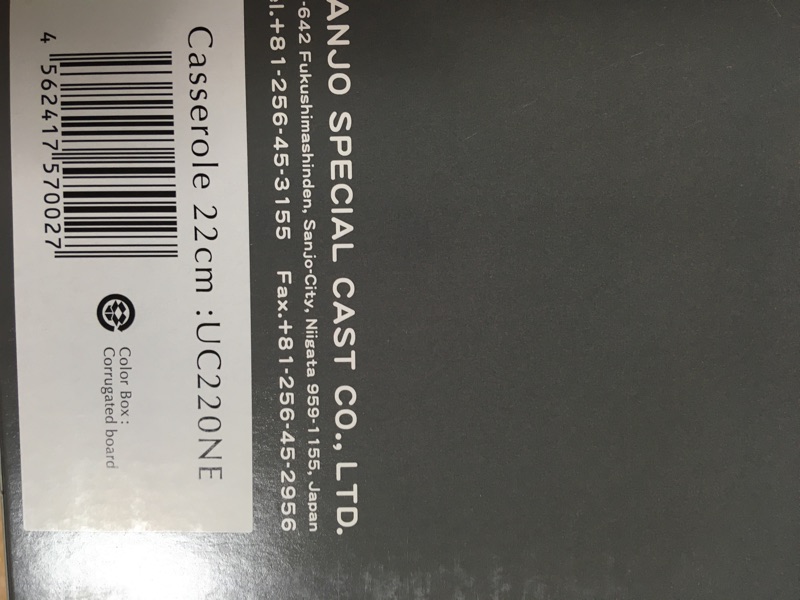 ANJO SPECIAL CAST CO., LTD.
-642 Fukushimashinden, Sanjo-City, Niigata 959-1155, Japan
el.+81-256-45-3155 Fax.+81-256-45-2956
Casserole 22cm :UC220NE
4 562417 570027
Color Box:
Corrugated board